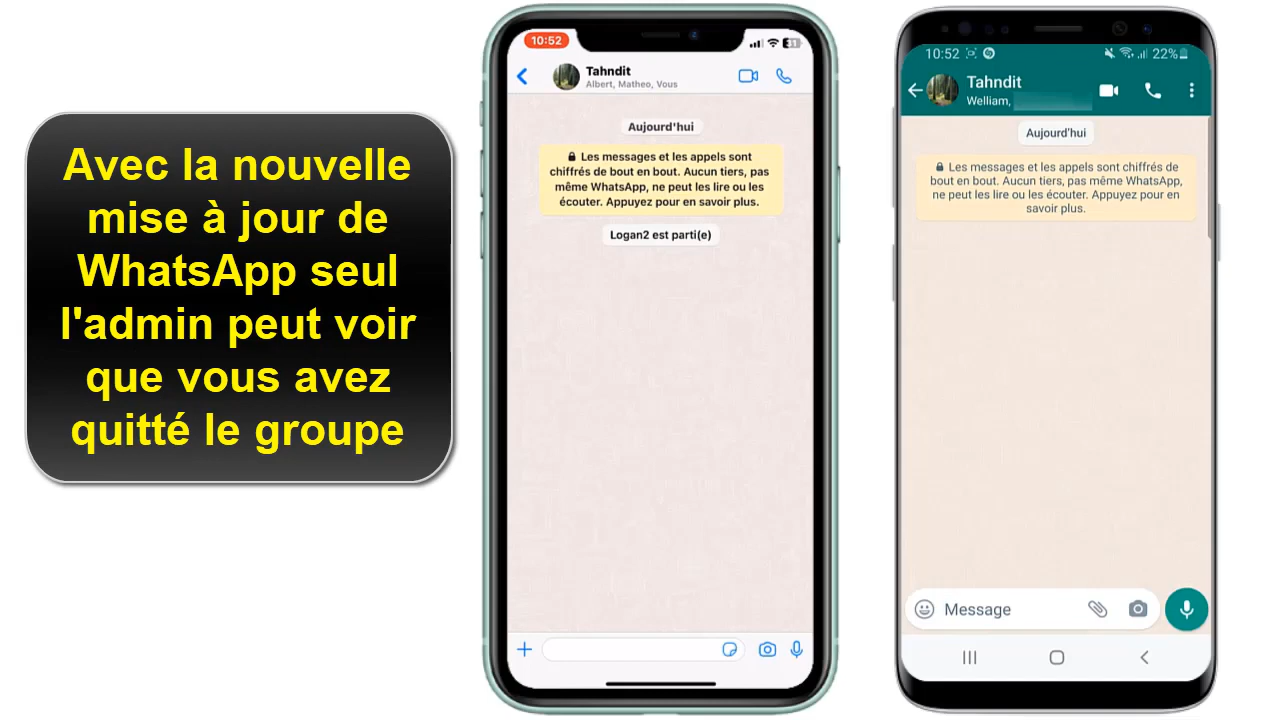 Avec la nouvelle
mise à jour de
WhatsApp seul
l'admin peut voir
que vous avez
quitté le groupe
10:52
31
Tahndit
Albert, Matheo, Vous
Aujourd'hui
Les messages et les appels sont
chiffrés de bout en bout. Aucun tiers, pas
même WhatsApp, ne peut les lire ou les
écouter. Appuyez pour en savoir plus.
Logan2 est parti(e)
10:52
22%
Tahndit
Welliam,
Aujourd'hui
Les messages et les appels sont chiffrés de
bout en bout. Aucun tiers, pas même WhatsApp,
ne peut les lire ou les écouter. Appuyez pour en
savoir plus.
Message